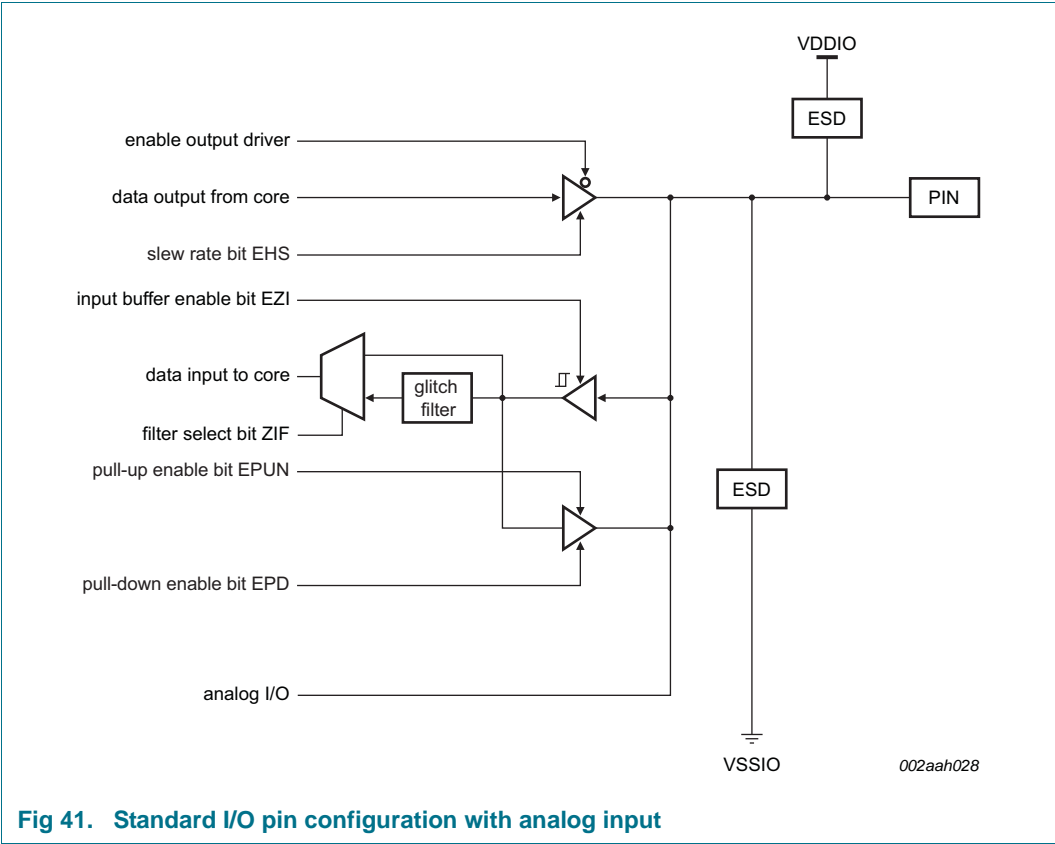 VDDIO
ESD
enable output driver
data output from core
PIN
slew rate bit EHS
input buffer enable bit EZI
data input to core
glitch
filter
filter select bit ZIF
pull-up enable bit EPUN
ESD
pull-down enable bit EPD
analog I/O
VSSIO
002aah028
Fig 41. Standard I/O pin configuration with analog input